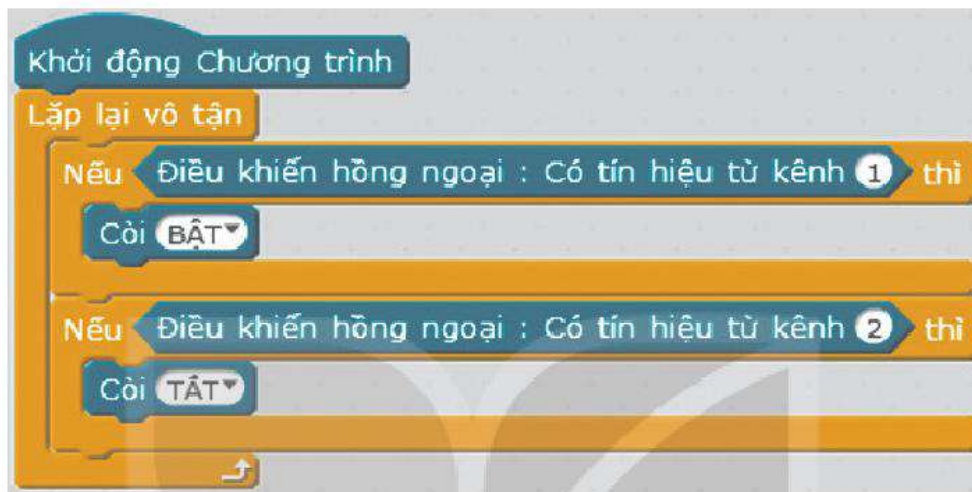 Khởi động Chương trình
Lặp lại vô tận
Nếu Điều khiển hồng ngoại : Có tín hiệu từ kênh 1 thì
Còi BẬT
Nếu Điều khiển hồng ngoại : Có tín hiệu từ kênh 2 thì
Còi TẮT